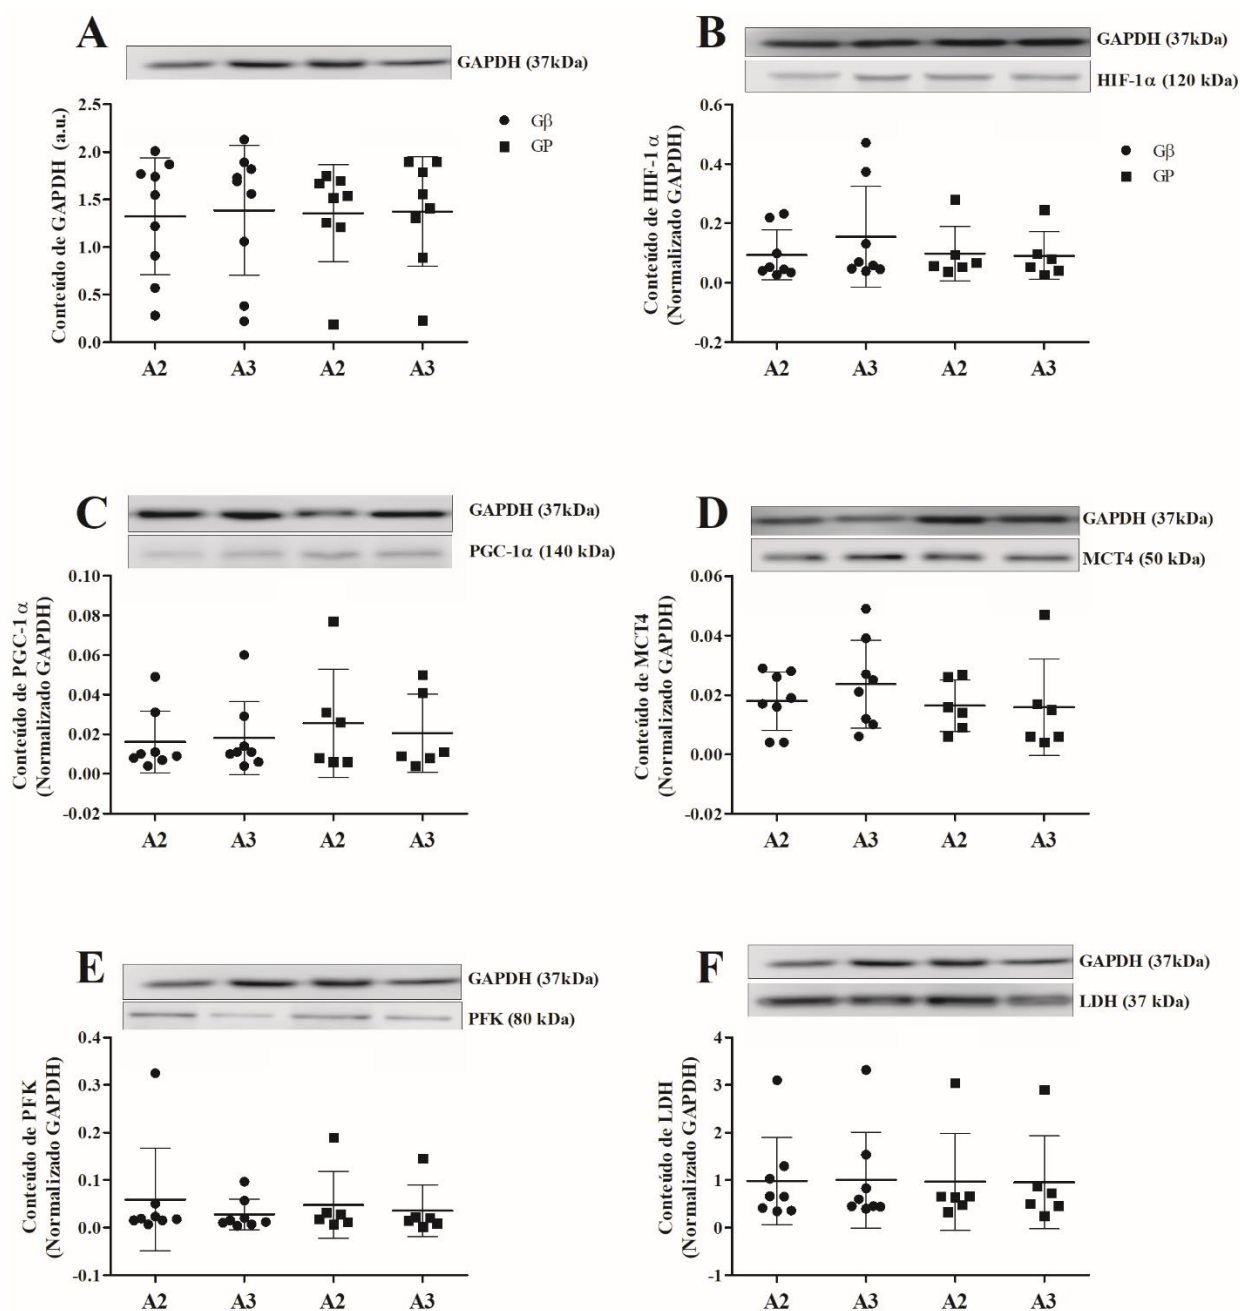 A
GAPDH (37kDa)
Conteúdo de GAPDH (a.u.)
2.5
2.0
1.5
1.0
0.5
0.0
A2 A3 A2 A3
Gβ
GP
B
GAPDH (37kDa)
HIF-1α (120 kDa)
Conteúdo de HIF-1α
(Normalizado GAPDH)
0.6
0.4
0.2
0.0
-0.2
A2 A3 A2 A3
Gβ
GP
C
GAPDH (37kDa)
PGC-1α (140 kDa)
Conteúdo de PGC-1α
(Normalizado GAPDH)
0.10
0.08
0.06
0.04
0.02
0.00
-0.02
A2 A3 A2 A3
D
GAPDH (37kDa)
MCT4 (50 kDa)
Conteúdo de MCT4
(Normalizado GAPDH)
0.06
0.04
0.02
0.00
-0.02
A2 A3 A2 A3
E
GAPDH (37kDa)
PFK (80 kDa)
Conteúdo de PFK
(Normalizado GAPDH)
0.4
0.3
0.2
0.1
0.0
-0.1
A2 A3 A2 A3
F
GAPDH (37kDa)
LDH (37 kDa)
Conteúdo de LDH
(Normalizado GAPDH)
4
3
2
1
0
-1
A2 A3 A2 A3